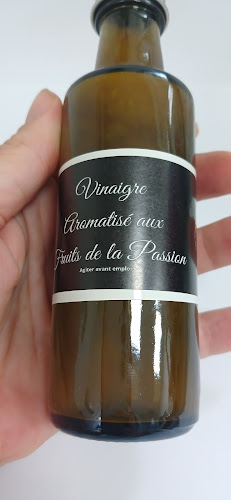 Vinaigre
Aromatisé aux
Fruits de la Passion
Agiter avant emploi